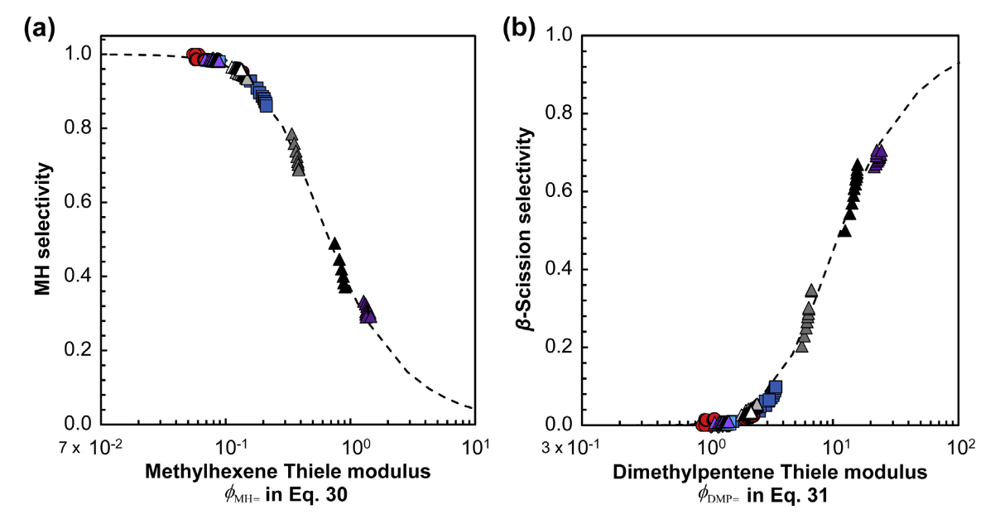 (a)
MH selectivity
1.0
0.8
0.6
0.4
0.2
0.0
7 x 10-2
10-1
100
101
Methylhexene Thiele modulus
ϕMH= in Eq. 30
(b)
β-Scission selectivity
1.0
0.8
0.6
0.4
0.2
0.0
3 x 10-1
100
101
102
Dimethylpentene Thiele modulus
ϕDMP= in Eq. 31